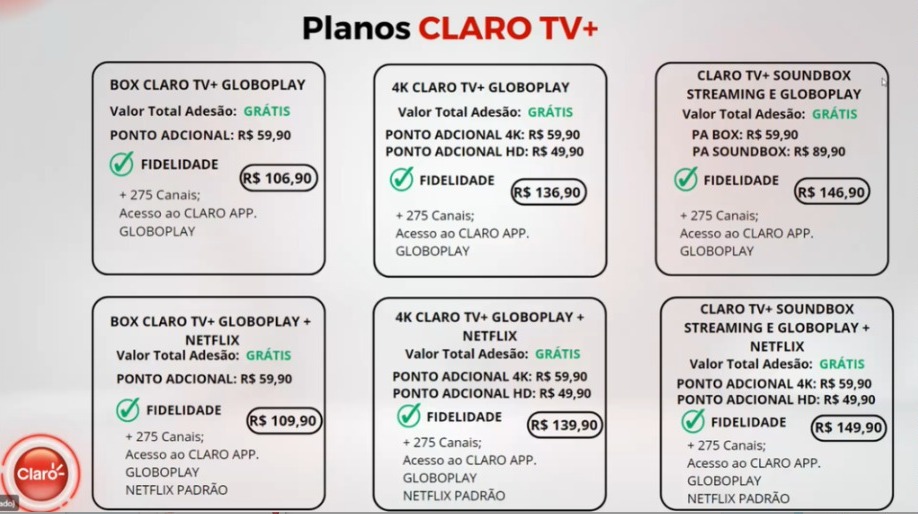 Planos CLARO TV+
BOX CLARO TV+ GLOBOPLAY
Valor Total Adesão: GRÁTIS
PONTO ADCIONAL: R$ 59,90
FIDELIDADE
R$ 106,90
+ 275 Canais;
Acesso ao CLARO APP.
GLOBOPLAY
4K CLARO TV+ GLOBOPLAY
Valor Total Adesão: GRÁTIS
PONTO ADCIONAL 4K: R$ 59,90
PONTO ADCIONAL HD: R$ 49,90
FIDELIDADE
R$ 136,90
+ 275 Canais;
Acesso ao CLARO APP.
GLOBOPLAY
CLARO TV+ SOUNDBOX
STREAMING E GLOBOPLAY
Valor Total Adesão: GRÁTIS
PA BOX: R$ 59,90
PA SOUNDBOX: R$ 89,90
FIDELIDADE
R$ 146,90
+ 275 Canais;
Acesso ao CLARO APP.
GLOBOPLAY
BOX CLARO TV+ GLOBOPLAY +
NETFLIX
Valor Total Adesão: GRÁTIS
PONTO ADCIONAL: R$ 59,90
FIDELIDADE
R$ 109,90
+ 275 Canais;
Acesso ao CLARO APP.
GLOBOPLAY
NETFLIX PADRÃO
4K CLARO TV+ GLOBOPLAY +
NETFLIX
Valor Total Adesão: GRÁTIS
PONTO ADCIONAL 4K: R$ 59,90
PONTO ADCIONAL HD: R$ 49,90
FIDELIDADE
R$ 139,90
+ 275 Canais;
Acesso ao CLARO APP.
GLOBOPLAY
NETFLIX PADRÃO
CLARO TV+ SOUNDBOX
STREAMING E GLOBOPLAY +
NETFLIX
Valor Total Adesão: GRÁTIS
PONTO ADCIONAL 4K: R$ 59,90
PONTO ADCIONAL HD: R$ 49,90
FIDELIDADE
R$ 149,90
+ 275 Canais;
Acesso ao CLARO APP.
GLOBOPLAY
NETFLIX PADRÃO
Claro